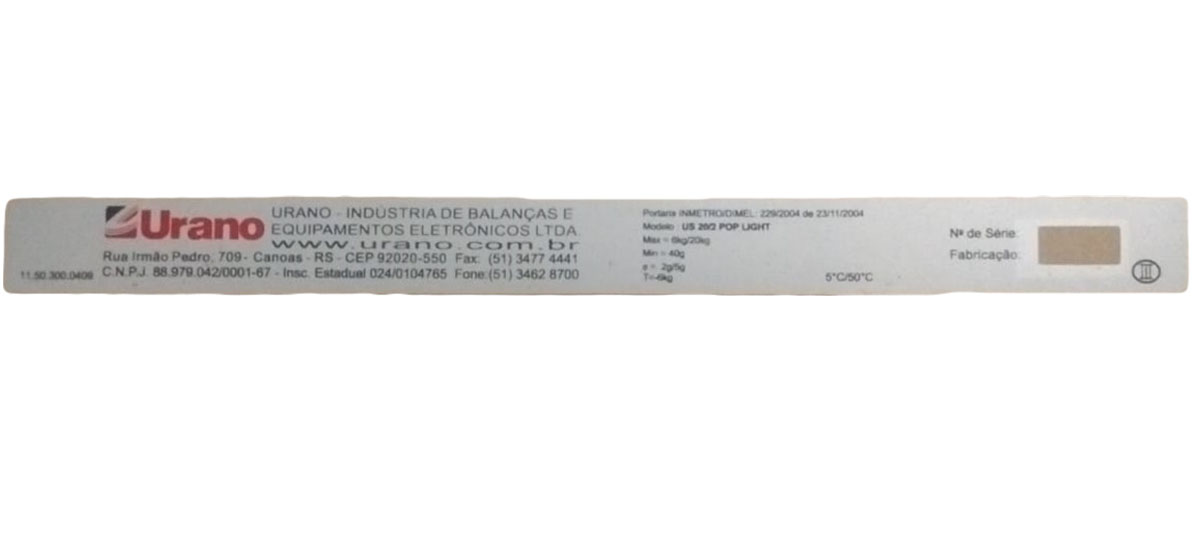 Urano
URANO - INDÚSTRIA DE BALANÇAS E
EQUIPAMENTOS ELETRÔNICOS LTDA.
www.urano.com.br
Rua Irmão Pedro, 709- Canoas - RS - CEP 92020-550 Fax: (51) 3477 4441
C.N.P.J. 88.979.042/0001-67 - Insc. Estadual 024/0104765 Fone:(51) 3462 8700
11.50.300.0409
Portaria INMETRO/DIMEL: 229/2004 de 23/11/2004
Modelo : US 20/2 POP LIGHT
Max = 6kg/20kg
Min = 40g
e = 2g/5g
T=-6kg
5°C/50°C
Nº de Série:
Fabricação:
III